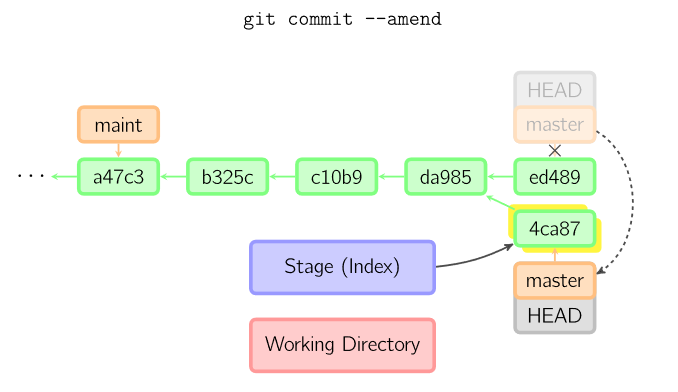 git commit --amend
HEAD
maint
master
...
a47c3
b325c
c10b9
da985
ed489
4ca87
Stage (Index)
master
HEAD
Working Directory